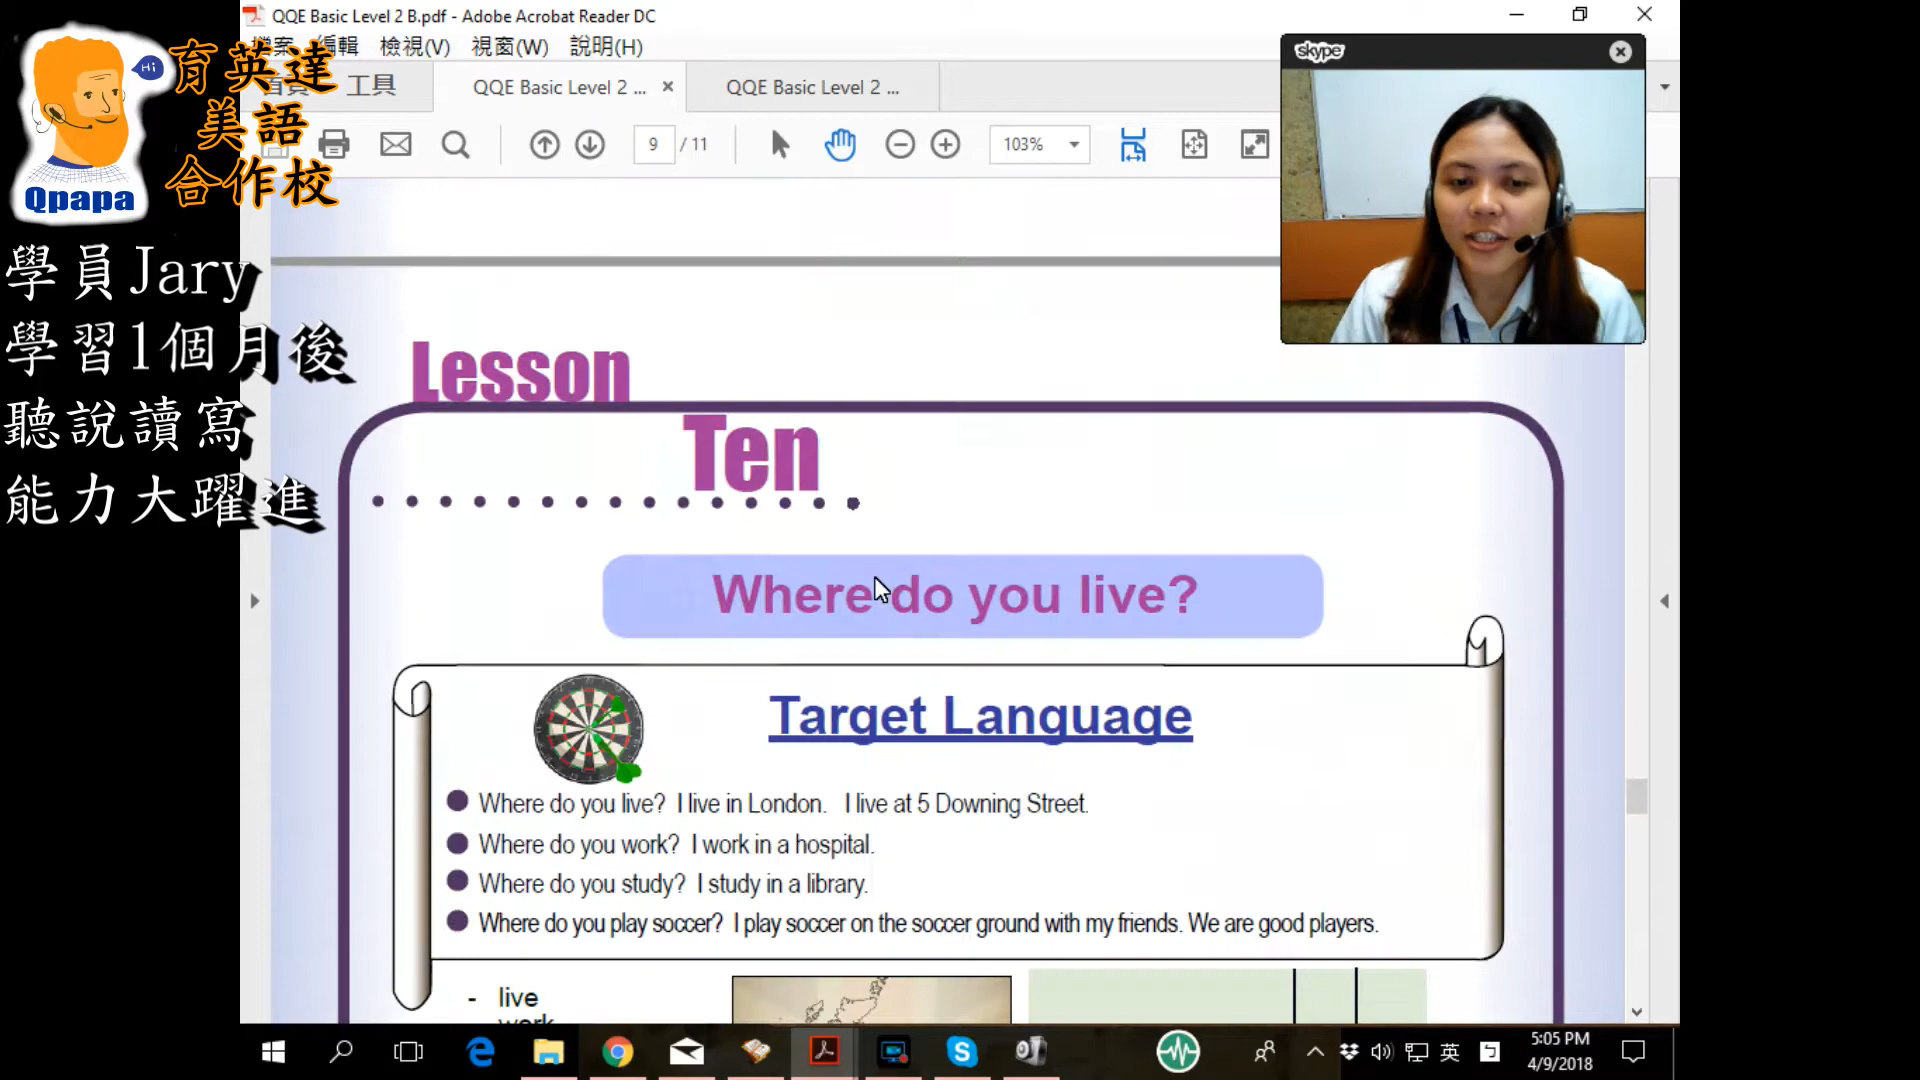 QQE Basic Level 2 B.pdf - Adobe Acrobat Reader DC
檔案 編輯 檢視(V) 視窗(W) 說明(H)
工具
QQE Basic Level 2 ...
QQE Basic Level 2 ...
9 / 11
103%
skype
Hi
育英達
美語
合作校
Qpapa
學員Jary
學習1個月後
聽說讀寫
能力大躍進
Lesson
Ten
Where do you live?
Target Language
Where do you live? I live in London. I live at 5 Downing Street.
Where do you work? I work in a hospital.
Where do you study? I study in a library.
Where do you play soccer? I play soccer on the soccer ground with my friends. We are good players.
- live
work
英
5:05 PM
4/9/2018